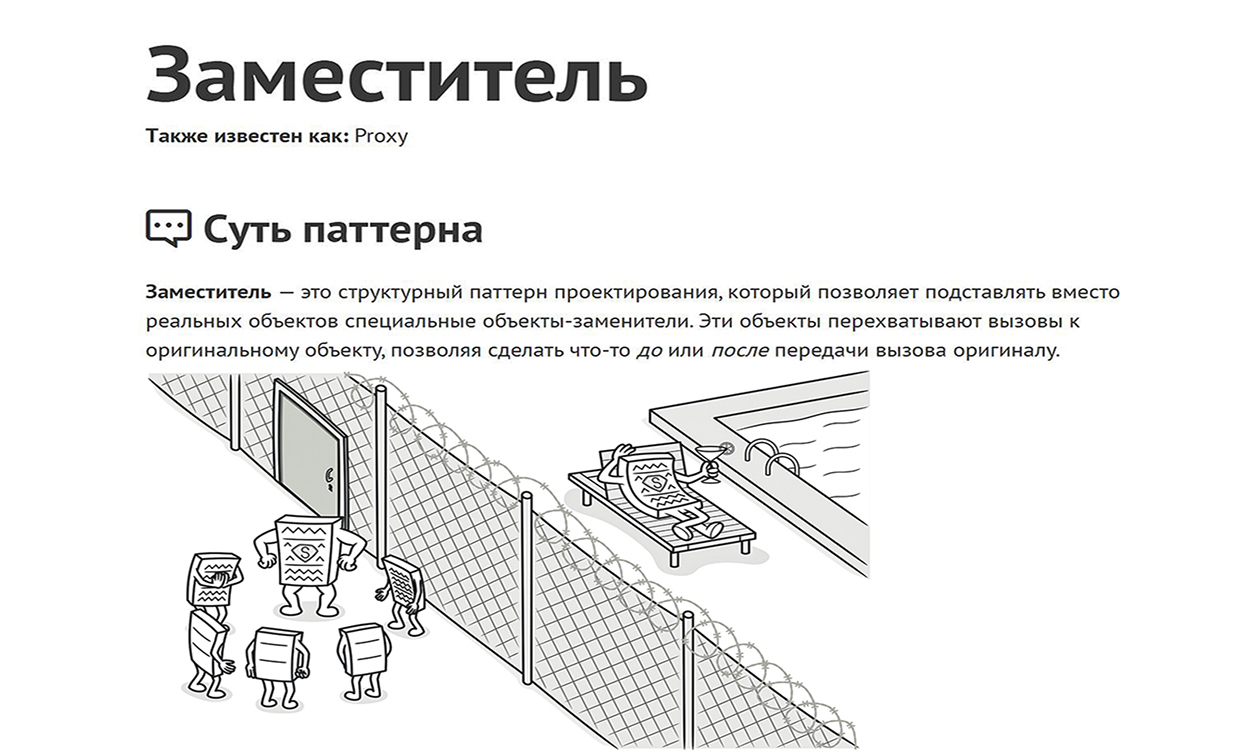 Заместитель
Также известен как: Proxy
Суть паттерна
Заместитель — это структурный паттерн проектирования, который позволяет подставлять вместо
реальных объектов специальные объекты-заменители. Эти объекты перехватывают вызовы к
оригинальному объекту, позволяя сделать что-то до или после передачи вызова оригиналу.
S
S